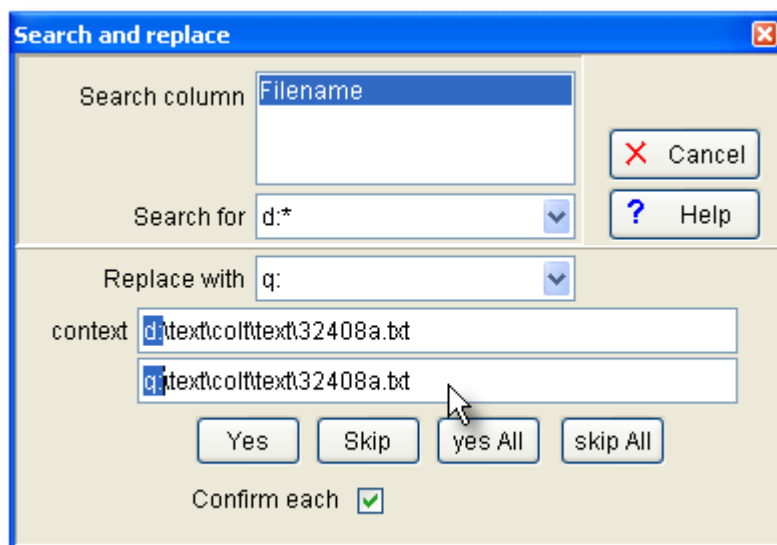 Search and replace
Search column
Filename
Cancel
Search for
d:*
? Help
Replace with
q:
context
d:\text\colt\text\32408a.txt
q:\text\colt\text\32408a.txt
Yes
Skip
yes All
skip All
Confirm each